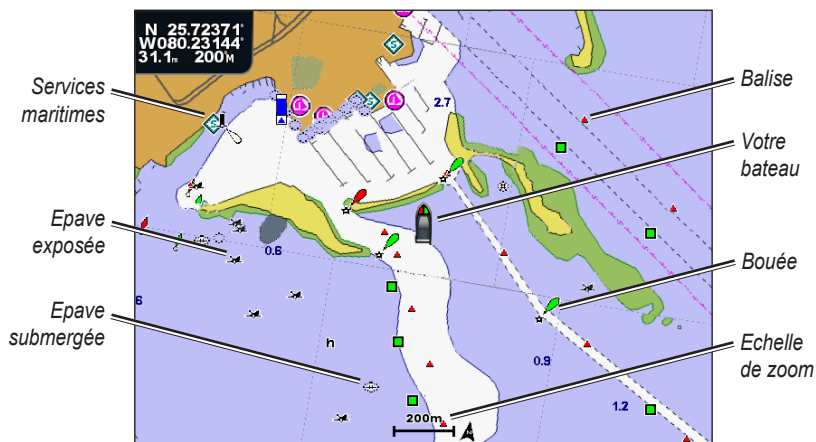 N 25.72371°
W080.23144°
31.1m 200°M
Services
maritimes
Epave
exposée
Epave
submergée
Balise
Votre
bateau
Bouée
Echelle
de zoom
2.7
0.6
6
h
0.9
1.2
200m